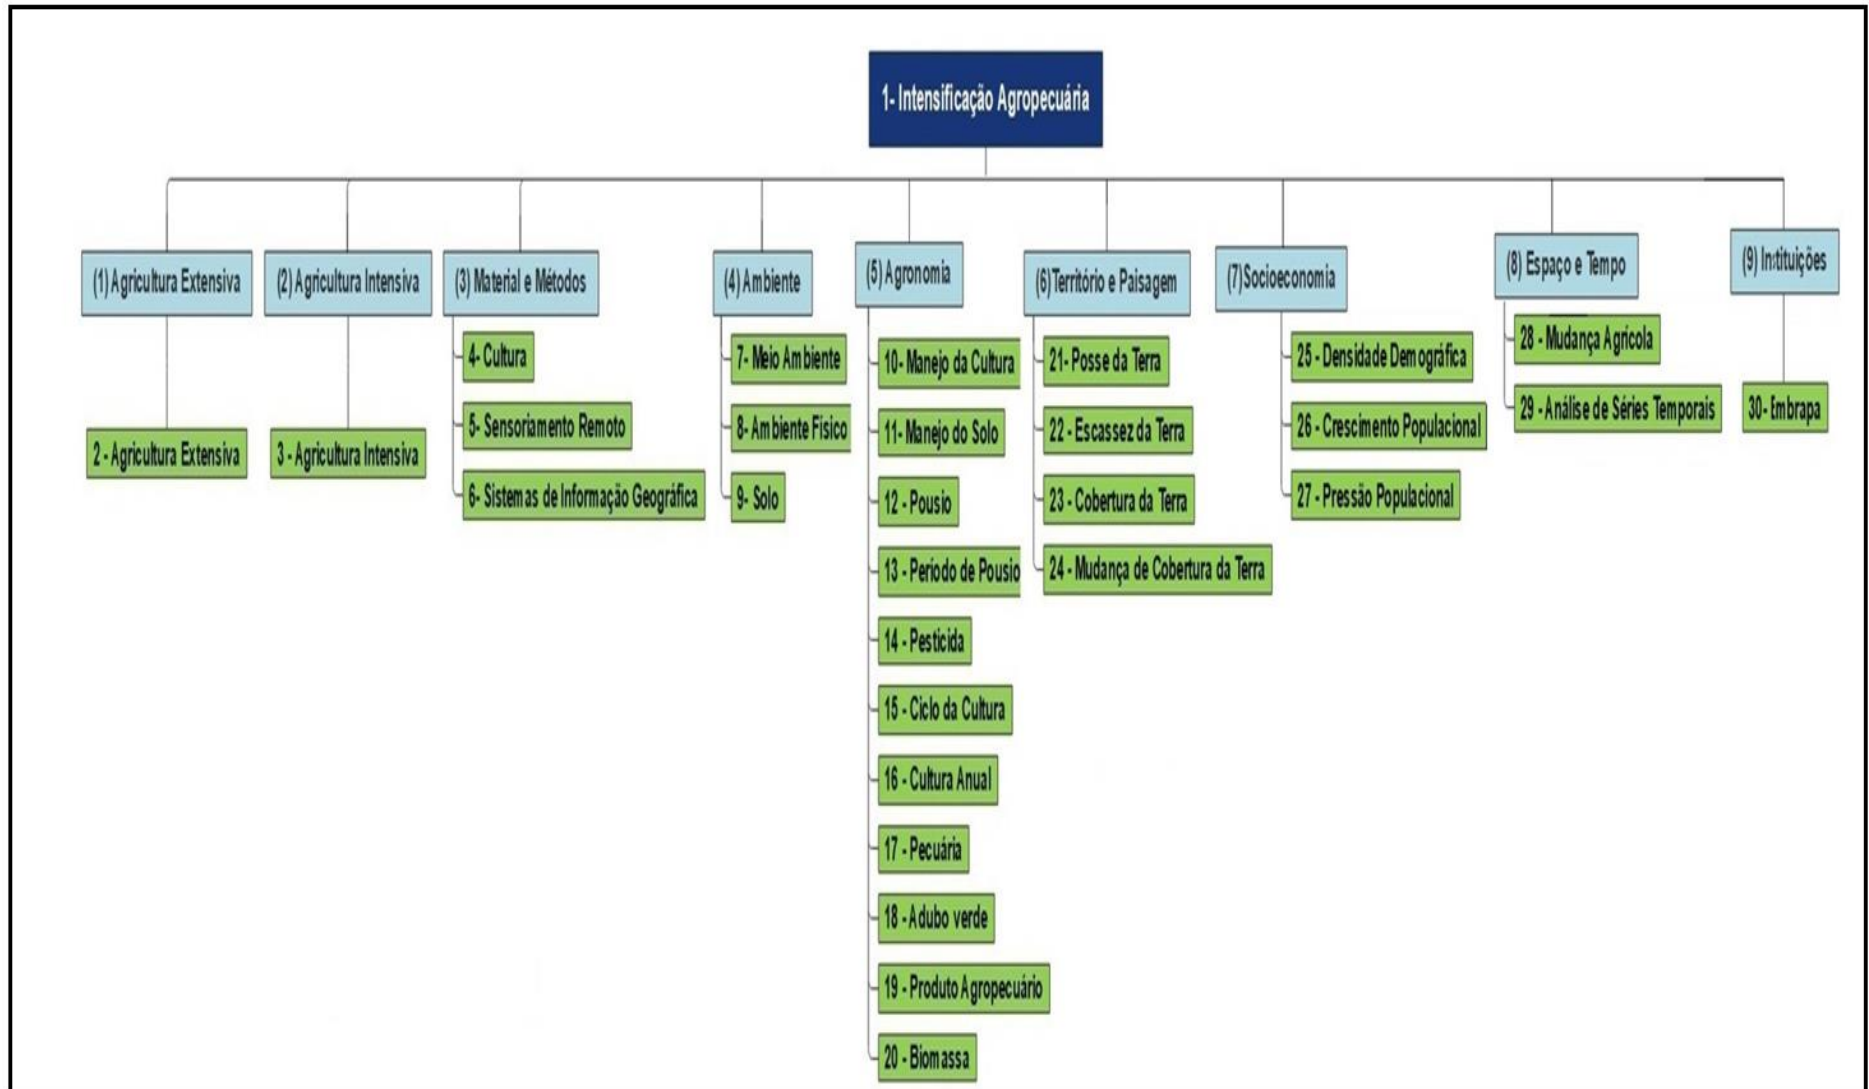 1- Intensificação Agropecuária
(1) Agricultura Extensiva
2 - Agricultura Extensiva
(2) Agricultura Intensiva
3 - Agricultura Intensiva
(3) Material e Métodos
4- Cultura
5- Sensoriamento Remoto
6- Sistemas de Informação Geográfica
(4) Ambiente
7- Meio Ambiente
8- Ambiente Físico
9- Solo
(5) Agronomia
10- Manejo da Cultura
11- Manejo do Solo
12 - Pousio
13 - Período de Pousio
14 - Pesticida
15 - Ciclo da Cultura
16 - Cultura Anual
17 - Pecuária
18 - Adubo verde
19 - Produto Agropecuário
20 - Biomassa
(6)Território e Paisagem
21- Posse da Terra
22 - Escassez da Terra
23 - Cobertura da Terra
24 - Mudança de Cobertura da Terra
(7)Socioeconomia
25 - Densidade Demográfica
26 - Crescimento Populacional
27 - Pressão Populacional
(8) Espaço e Tempo
28 - Mudança Agrícola
29 - Análise de Séries Temporais
(9) Instituições
30- Embrapa